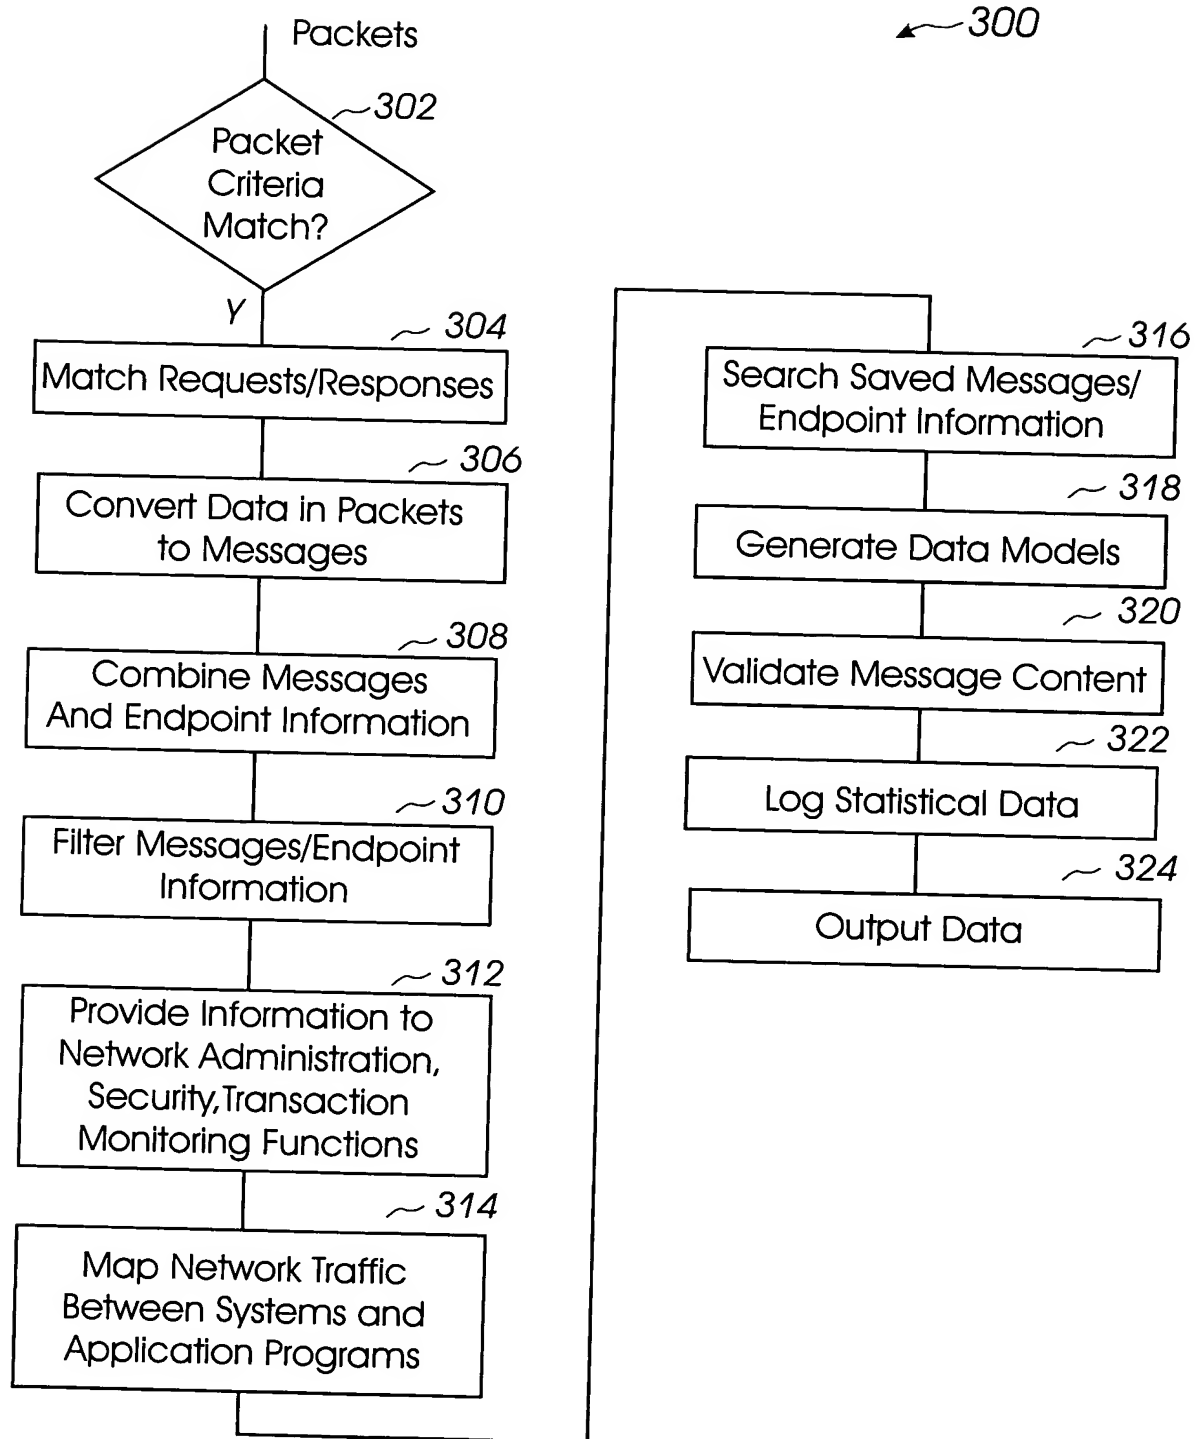 Packets
300
302
Packet
Criteria
Match?
Y
304
Match Requests/Responses
306
Convert Data in Packets
to Messages
308
Combine Messages
And Endpoint Information
310
Filter Messages/Endpoint
Information
312
Provide Information to
Network Administration,
Security,Transaction
Monitoring Functions
314
Map Network Traffic
Between Systems and
Application Programs
316
Search Saved Messages/
Endpoint Information
318
Generate Data Models
320
Validate Message Content
322
Log Statistical Data
324
Output Data